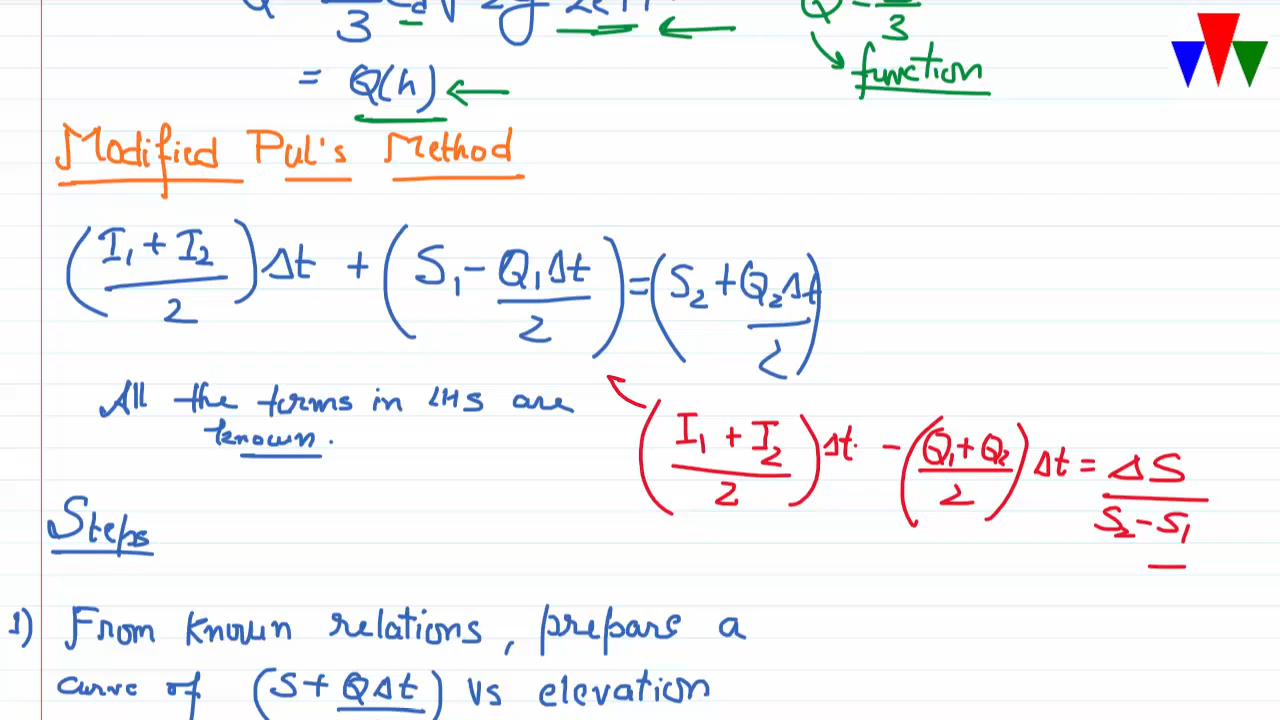 = Q(h)
function
Modified Pul's Method
(I₁ + I₂)/2 Δt + (S₁ - Q₁Δt/2) = (S₂ + Q₂Δt/2)
All the terms in LHS are
known.
(I₁ + I₂)/2 Δt - (Q₁ + Q₂)/2 Δt = ΔS
S₂ - S₁
Steps
1) From known relations, prepare a
curve of (S + QΔt) vs elevation